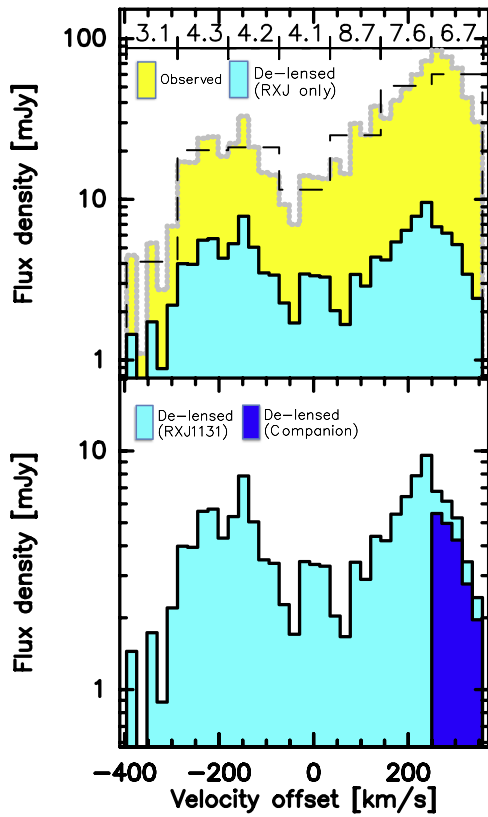 3.1 4.3 4.2 4.1 8.7 7.6 6.7
100
10
1
Flux density [mJy]
Observed
De-lensed
(RXJ only)
De-lensed
(RXJ1131)
De-lensed
(Companion)
10
1
Flux density [mJy]
−400 −200 0 200
Velocity offset [km/s]